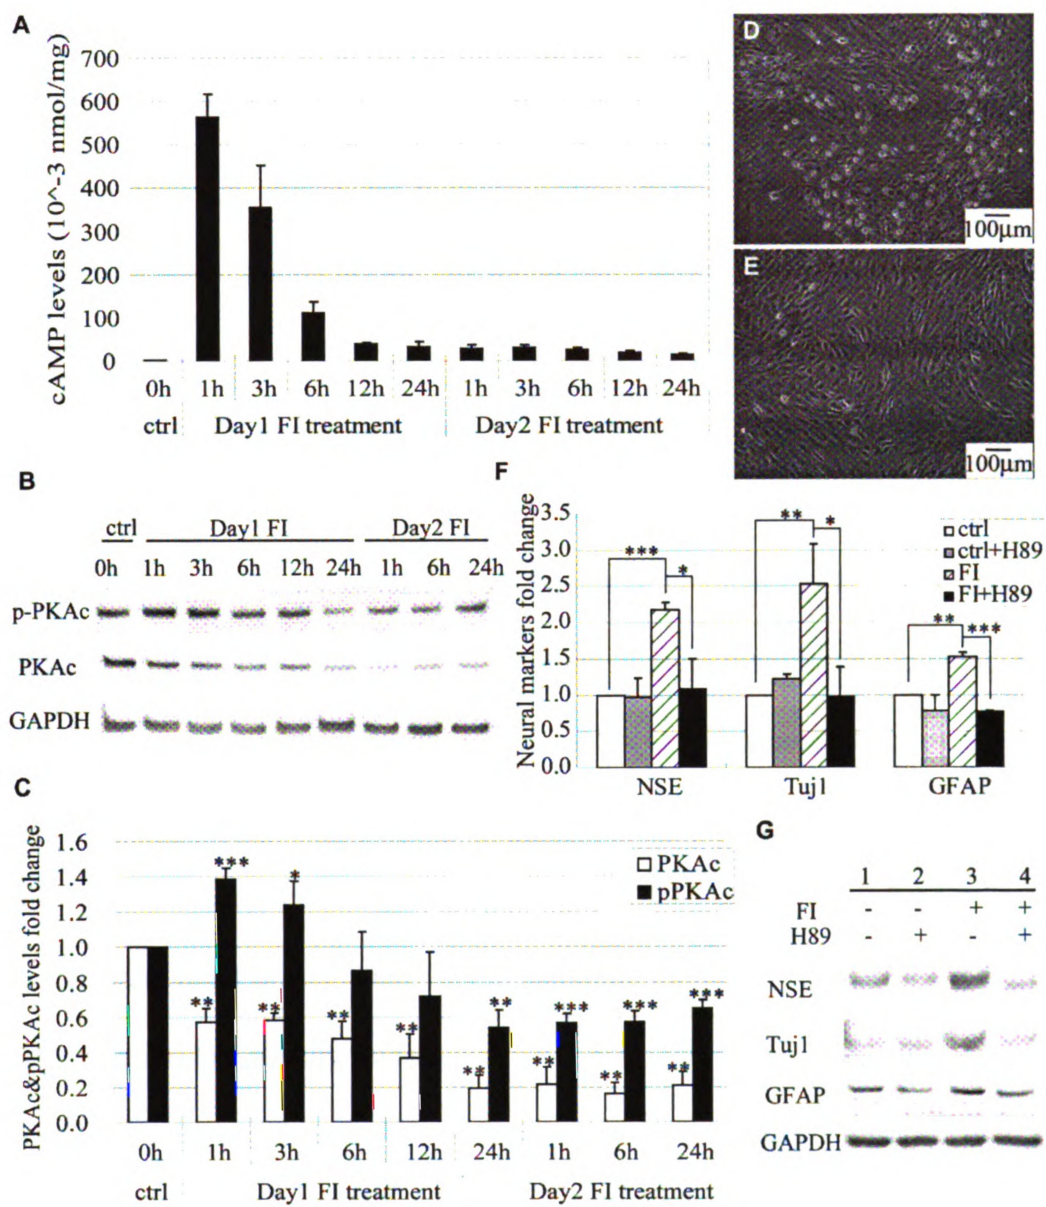 A
cAMP levels (10^-3 nmol/mg)
700
600
500
400
300
200
100
0
0h 1h 3h 6h 12h 24h 1h 3h 6h 12h 24h
ctrl Day1 FI treatment Day2 FI treatment
B
ctrl Day1 FI Day2 FI
0h 1h 3h 6h 12h 24h 1h 6h 24h
p-PKAc
PKAc
GAPDH
C
PKAc&pPKAc levels fold change
1.6
1.4
1.2
1.0
0.8
0.6
0.4
0.2
0.0
PKAc
pPKAc
*** *
** ** ** ** ** ** ** *** ** *** ** ***
0h 1h 3h 6h 12h 24h 1h 6h 24h
ctrl Day1 FI treatment Day2 FI treatment
D
100μm
E
100μm
F
Neural markers fold change
3.5
3.0
2.5
2.0
1.5
1.0
0.5
0.0
*** * ** * ** ***
ctrl
ctrl+H89
FI
FI+H89
NSE Tuj1 GFAP
G
1 2 3 4
FI - - + +
H89 - + - +
NSE
Tuj1
GFAP
GAPDH